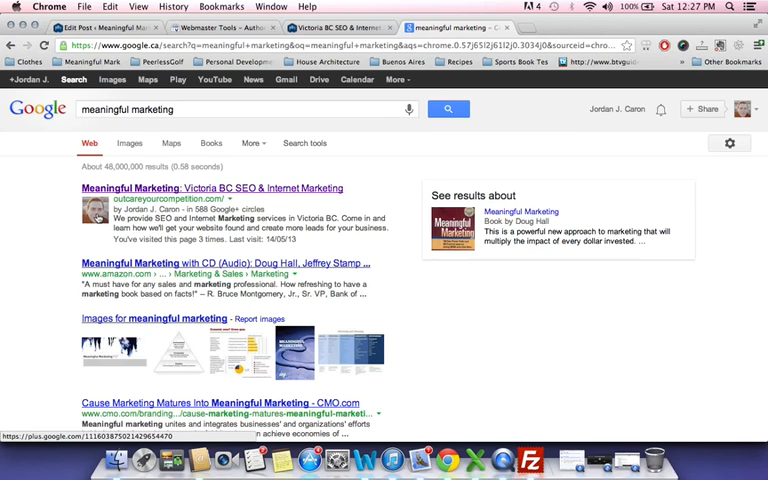 Chrome File Edit View History Bookmarks Window Help 4 100% Sat 12:27 PM
Edit Post ‹ Meaningful Mar Webmaster Tools - Author BC SEO & Internet meaningful marketing - Go
https://www.google.ca/search?q=meaningful+marketing&oq=meaningful+marketing&aqs=chrome.0.57j65l2j61l2j0.3034j0&sourceid=chro...
Clothes Meaningful Mark PeerlessGolf Personal Developme House Architecture Buenos Aires Recipes Sports Book Tes http://www.btvguide Other Bookmarks
+Jordan J. Search Images Maps Play YouTube News Gmail Drive Calendar More
Google meaningful marketing Jordan J. Caron + Share
Web Images Maps Books More Search tools
About 48,000,000 results (0.58 seconds)
Meaningful Marketing: Victoria BC SEO & Internet Marketing
outcareyourcompetition.com/
by Jordan J. Caron - in 588 Google+ circles
We provide SEO and Internet Marketing services in Victoria BC. Come in and
learn how we'll get your website found and create more leads for your business.
You've visited this page 3 times. Last visit: 14/05/13
See results about
Meaningful Marketing
Book by Doug Hall
This is a powerful new approach to marketing that will
multiply the impact of every dollar invested. ...
Meaningful Marketing with CD (Audio): Doug Hall, Jeffrey Stamp ...
www.amazon.com › ... › Marketing & Sales › Marketing
"A must have for any sales and marketing professional. How refreshing to have a
marketing book based on facts!" -- R. Bruce Montgomery, Jr., Sr. VP, Bank of ...
Images for meaningful marketing - Report images
Cause Marketing Matures Into Meaningful Marketing - CMO.com
www.cmo.com/branding.../cause-marketing-matures-meaningful-marketi...
Meaningful marketing unites and integrates businesses' and organizations' efforts
an achieve economies of ...
https://plus.google.com/111603875021429654470